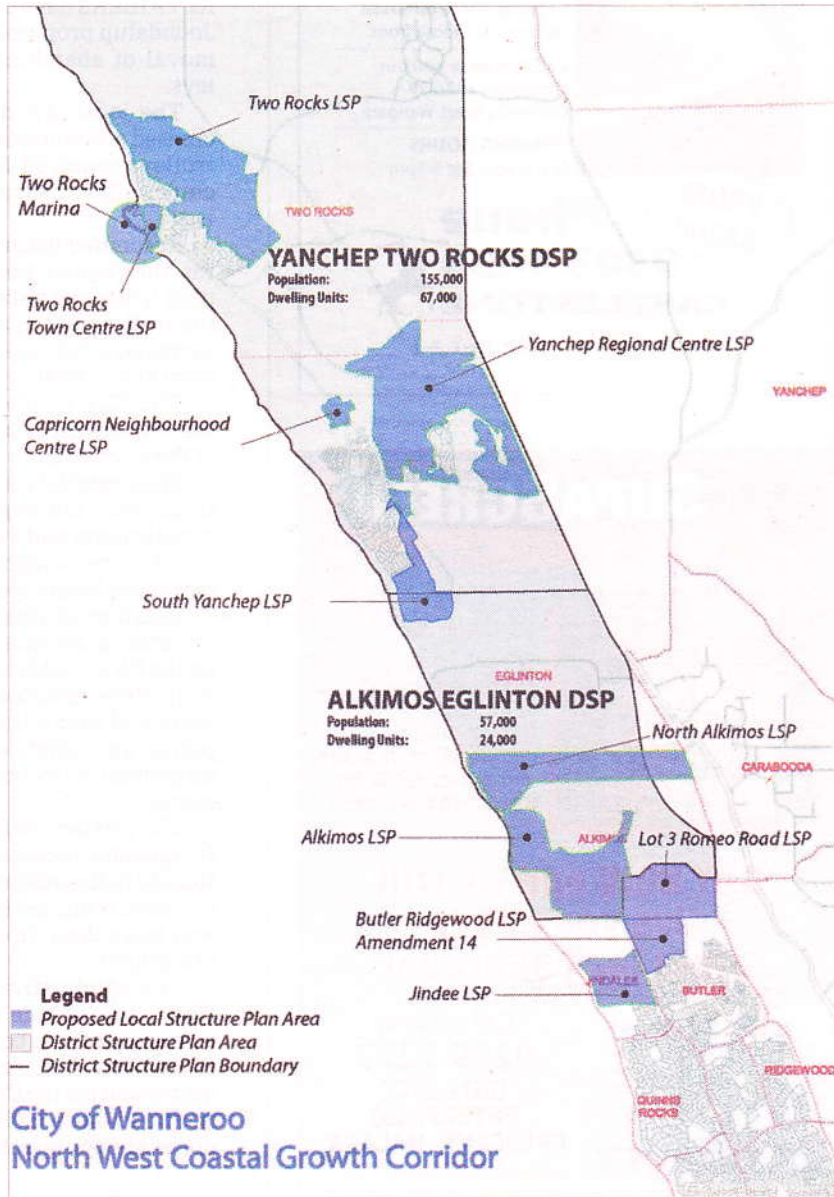 Two Rocks LSP
Two Rocks
Marina
TWO ROCKS
YANCHEP TWO ROCKS DSP
Population: 155,000
Dwelling Units: 67,000
Two Rocks
Town Centre LSP
Yanchep Regional Centre LSP
YANCHEP
Capricorn Neighbourhood
Centre LSP
South Yanchep LSP
EGLINTON
ALKIMOS EGLINTON DSP
Population: 57,000
Dwelling Units: 24,000
North Alkimos LSP
CARABOODA
Alkimos LSP
ALKIMOS
Lot 3 Romeo Road LSP
Butler Ridgewood LSP
Amendment 14
JINDALEE
BUTLER
Jindee LSP
Legend
Proposed Local Structure Plan Area
District Structure Plan Area
District Structure Plan Boundary
RIDGEWOOD
QUINNS
ROCKS
City of Wanneroo
North West Coastal Growth Corridor